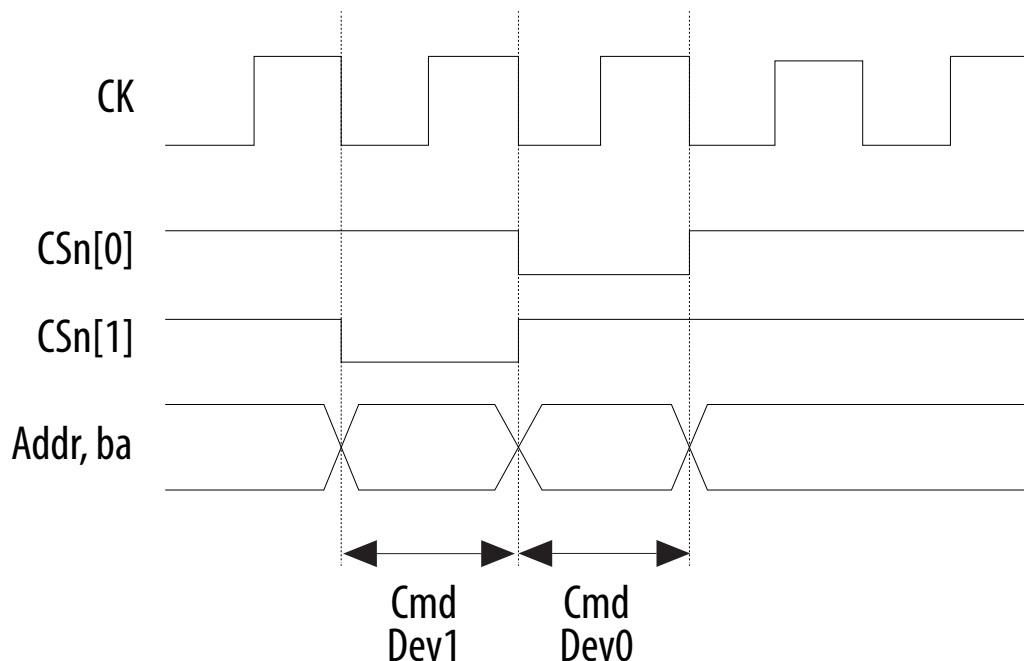 CK
CSn[0]
CSn[1]
Addr, ba
Cmd Cmd
Dev1 Dev0